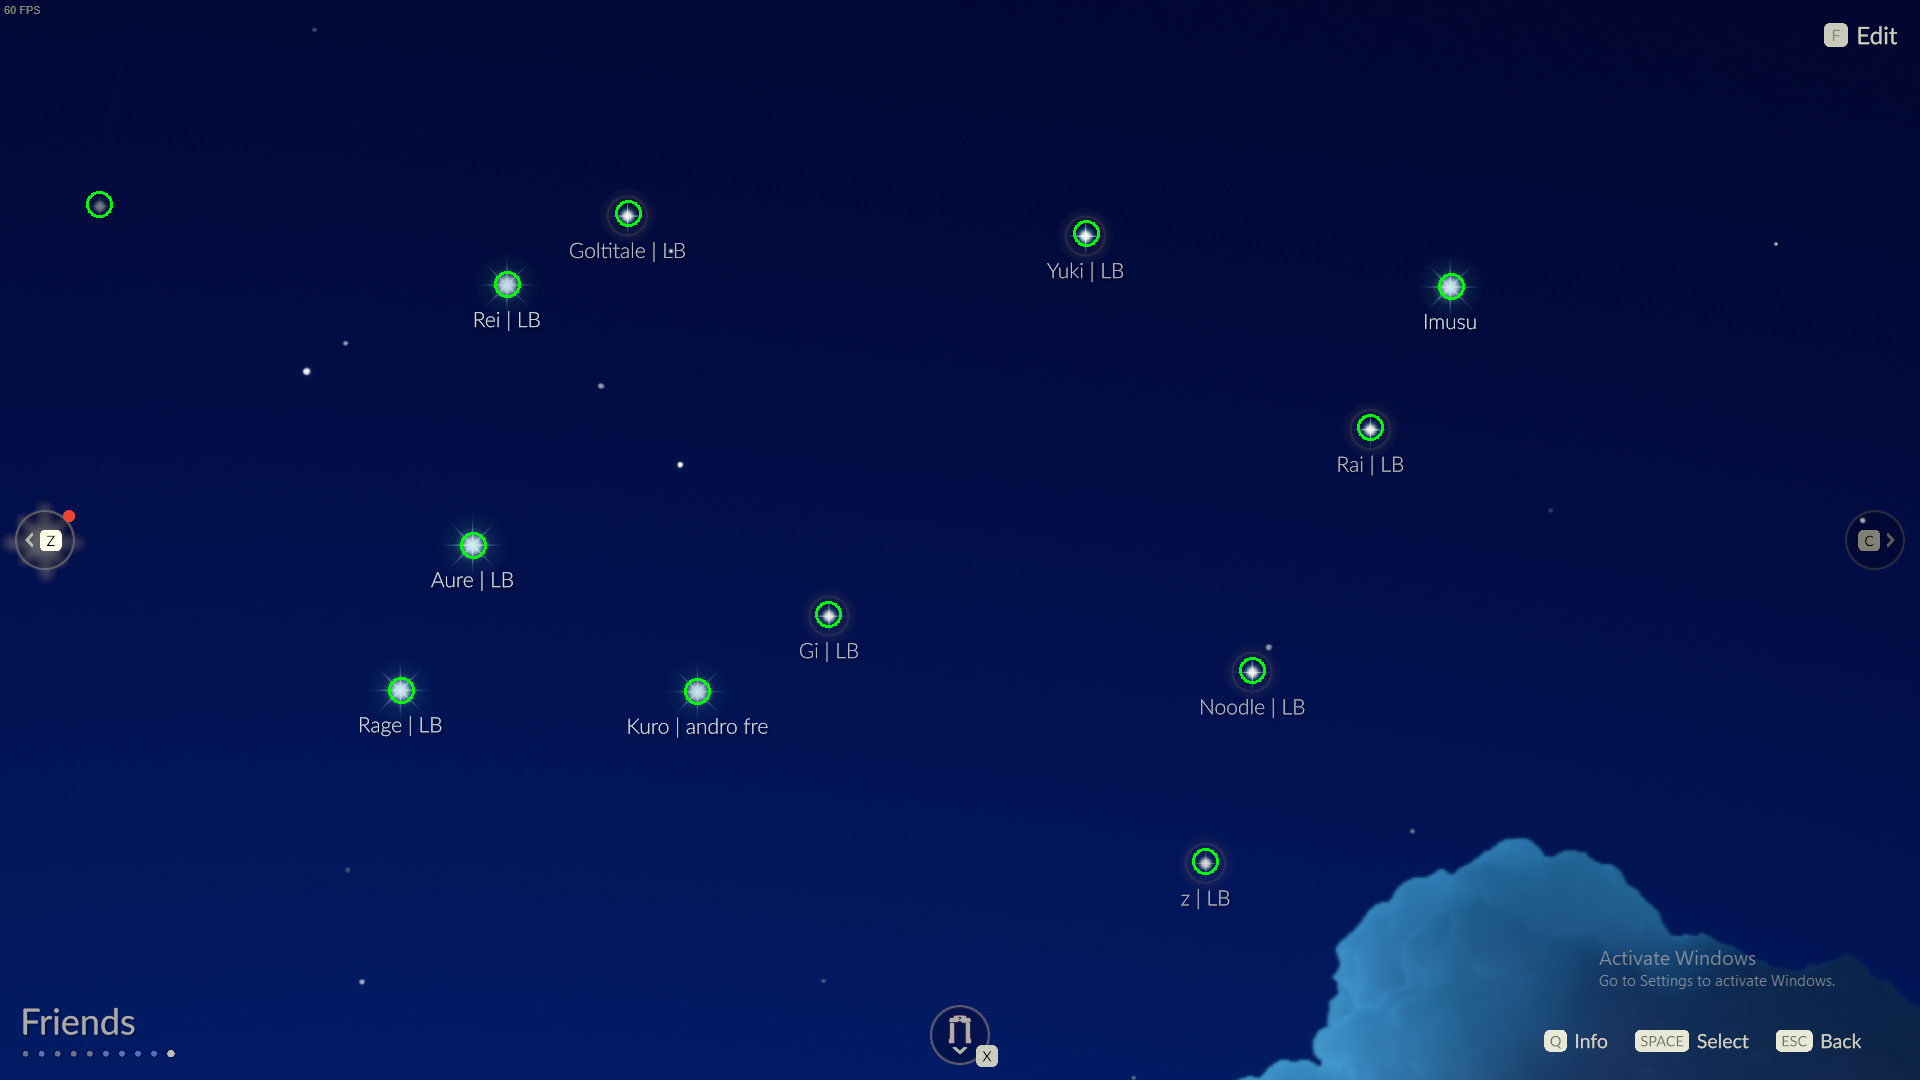 60 FPS
F Edit
Goltitale | LB
Yuki | LB
Rei | LB
Imusu
Rai | LB
Z
C
Aure | LB
Gi | LB
Noodle | LB
Rage | LB
Kuro | andro fre
z | LB
Activate Windows
Go to Settings to activate Windows.
Friends
X
Q Info SPACE Select ESC Back